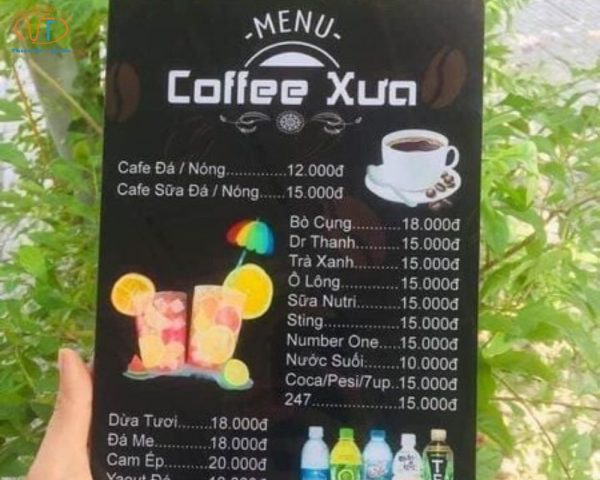 -MENU-
Coffee Xưa
Cafe Đá / Nóng...............12.000đ
Cafe Sữa Đá / Nóng......15.000đ
Bò Cụng...........18.000đ
Dr Thanh..........15.000đ
Trà Xanh..........15.000đ
Ô Lông.............15.000đ
Sữa Nutri..........15.000đ
Sting..................15.000đ
Number One....15.000đ
Nước Suối........10.000đ
Coca/Pesi/7up..15.000đ
247.....................15.000đ
Dừa Tươi.......18.000đ
Đá Me............18.000đ
Cam Ép.........20.000đ